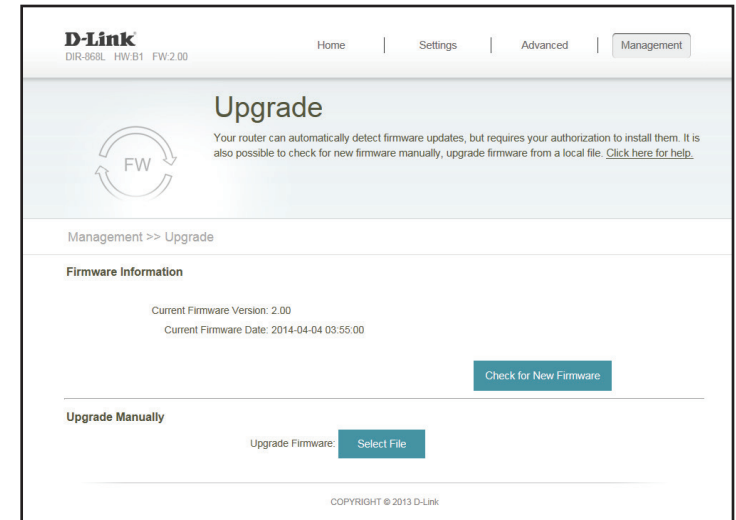 D-Link
DIR-868L HW:B1 FW:2.00
Home | Settings | Advanced | Management
Upgrade
Your router can automatically detect firmware updates, but requires your authorization to install them. It is
also possible to check for new firmware manually, upgrade firmware from a local file. Click here for help.
FW
Management >> Upgrade
Firmware Information
Current Firmware Version: 2.00
Current Firmware Date: 2014-04-04 03:55:00
Check for New Firmware
Upgrade Manually
Upgrade Firmware: Select File
COPYRIGHT © 2013 D-Link